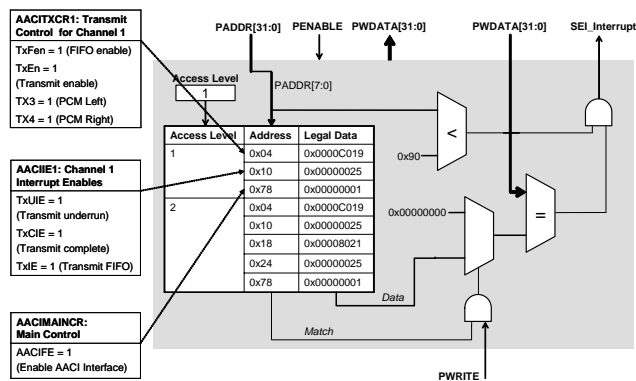 AACITXCR1: Transmit
Control for Channel 1
TxFen = 1 (FIFO enable)
TxEn = 1
(Transmit enable)
TX3 = 1 (PCM Left)
TX4 = 1 (PCM Right)
AACIIE1: Channel 1
Interrupt Enables
TxUIE = 1
(Transmit underrun)
TxCIE = 1
(Transmit complete)
TxIE = 1 (Transmit FIFO)
AACIMAINCR:
Main Control
AACIFE = 1
(Enable AACI Interface)
PADDR[31:0] PENABLE PWDATA[31:0] PWDATA[31:0] SEI_Interrupt
Access Level
1
PADDR[7:0]
Access Level Address Legal Data
1 0x04 0x0000C019
0x10 0x00000025
0x78 0x00000001
2 0x04 0x0000C019
0x10 0x00000025
0x18 0x00008021
0x24 0x00000025
0x78 0x00000001
<
0x90
0x00000000
=
Data
Match
PWRITE